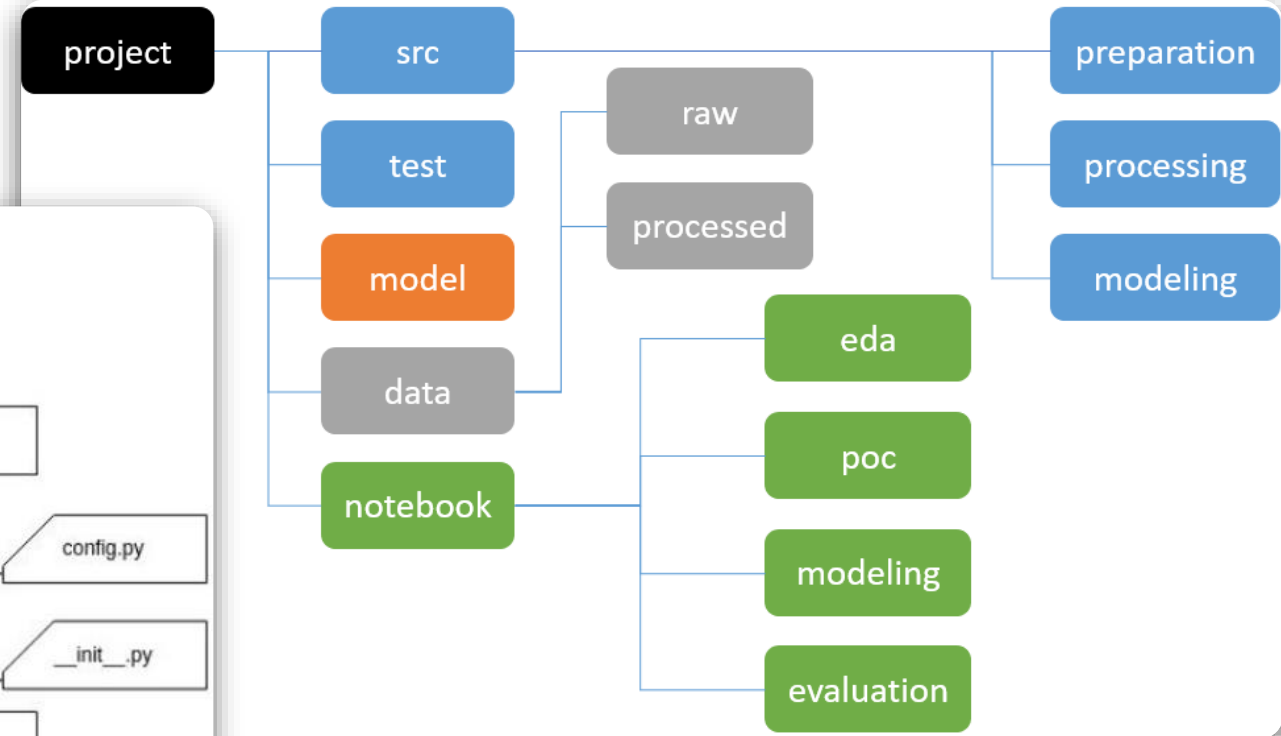 project
src
preparation
raw
test
processing
processed
model
modeling
eda
data
poc
notebook
config.py
modeling
__init__.py
evaluation